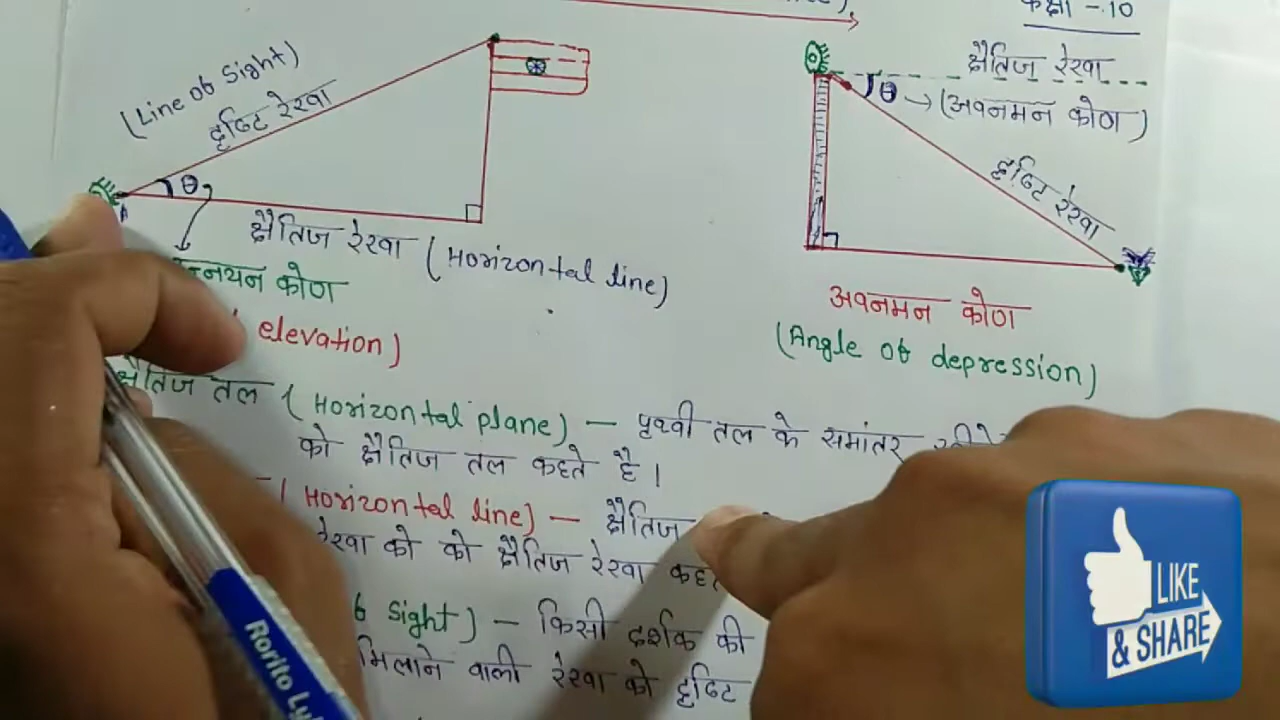 कक्षा - 10
(Line of Sight)
दृष्टि रेखा
θ
क्षैतिज रेखा (Horizontal line)
कोण
elevation)
क्षैतिज रेखा
θ → (अवनमन कोण)
दृष्टि रेखा
अवनमन कोण
(Angle of depression)
क्षैतिज तल (Horizontal plane) — पृथ्वी तल के समांतर
को क्षैतिज तल कहते है।
(Horizontal line) — क्षैतिज
रेखा को को क्षैतिज रेखा
Sight) — किसी दर्शक की
मिलाने वाली रेखा को दृष्टि
Rorito
LIKE
& SHARE